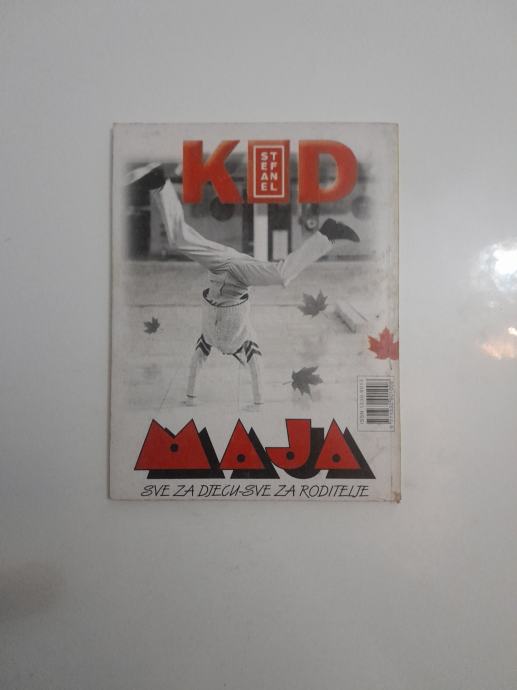 KID
STEFANEL
MAJA
SVE ZA DJECU-SVE ZA RODITELJE